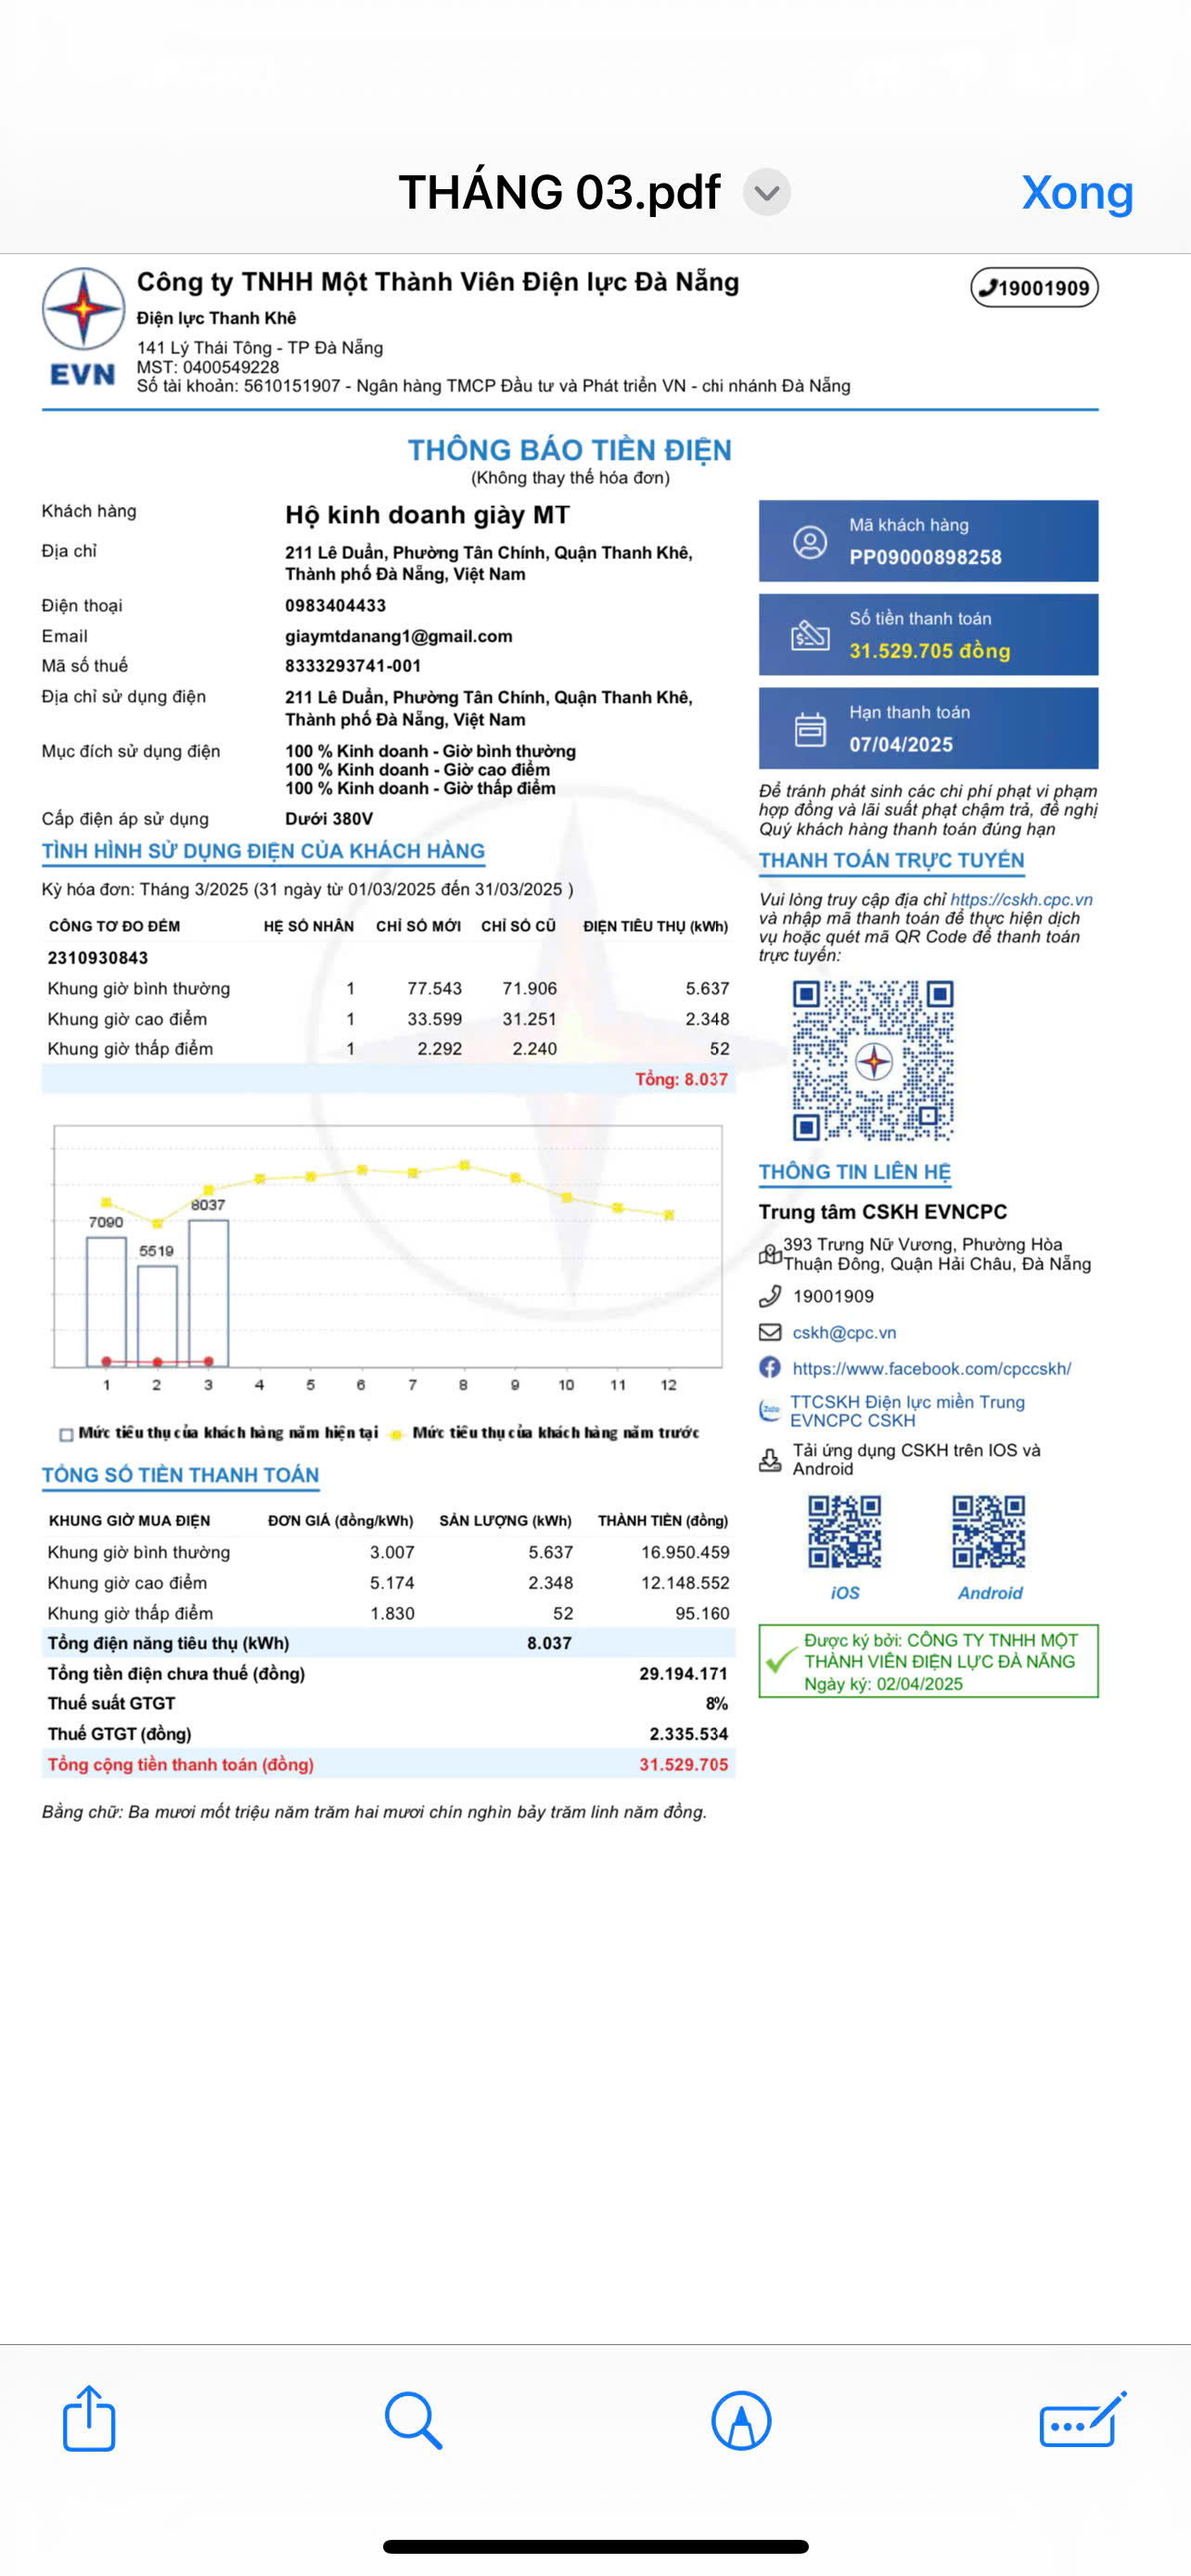 THÁNG 03.pdf
Xong
Công ty TNHH Một Thành Viên Điện lực Đà Nẵng
19001909
Điện lực Thanh Khê
141 Lý Thái Tông - TP Đà Nẵng
MST: 0400549228
Số tài khoản: 5610151907 - Ngân hàng TMCP Đầu tư và Phát triển VN - chi nhánh Đà Nẵng
EVN
THÔNG BÁO TIỀN ĐIỆN
(Không thay thế hóa đơn)
Khách hàng Hộ kinh doanh giày MT
Địa chỉ 211 Lê Duẩn, Phường Tân Chính, Quận Thanh Khê,
Thành phố Đà Nẵng, Việt Nam
Điện thoại 0983404433
Email giaymtdanang1@gmail.com
Mã số thuế 8333293741-001
Địa chỉ sử dụng điện 211 Lê Duẩn, Phường Tân Chính, Quận Thanh Khê,
Thành phố Đà Nẵng, Việt Nam
Mục đích sử dụng điện 100 % Kinh doanh - Giờ bình thường
100 % Kinh doanh - Giờ cao điểm
100 % Kinh doanh - Giờ thấp điểm
Cấp điện áp sử dụng Dưới 380V
Mã khách hàng
PP09000898258
Số tiền thanh toán
31.529.705 đồng
Hạn thanh toán
07/04/2025
Để tránh phát sinh các chi phí phạt vi phạm
hợp đồng và lãi suất phạt chậm trả, đề nghị
Quý khách hàng thanh toán đúng hạn
TÌNH HÌNH SỬ DỤNG ĐIỆN CỦA KHÁCH HÀNG
Kỳ hóa đơn: Tháng 3/2025 (31 ngày từ 01/03/2025 đến 31/03/2025 )
CÔNG TƠ ĐO ĐẾM HỆ SỐ NHÂN CHỈ SỐ MỚI CHỈ SỐ CŨ ĐIỆN TIÊU THỤ (kWh)
2310930843
Khung giờ bình thường 1 77.543 71.906 5.637
Khung giờ cao điểm 1 33.599 31.251 2.348
Khung giờ thấp điểm 1 2.292 2.240 52
Tổng: 8.037
7090
5519
8037
1 2 3 4 5 6 7 8 9 10 11 12
Mức tiêu thụ của khách hàng năm hiện tại Mức tiêu thụ của khách hàng năm trước
THANH TOÁN TRỰC TUYẾN
Vui lòng truy cập địa chỉ https://cskh.cpc.vn
và nhập mã thanh toán để thực hiện dịch
vụ hoặc quét mã QR Code để thanh toán
trực tuyến:
THÔNG TIN LIÊN HỆ
Trung tâm CSKH EVNCPC
393 Trưng Nữ Vương, Phường Hòa
Thuận Đông, Quận Hải Châu, Đà Nẵng
19001909
cskh@cpc.vn
https://www.facebook.com/cpccskh/
Zalo
TTCSKH Điện lực miền Trung
EVNCPC CSKH
Tải ứng dụng CSKH trên IOS và
Android
iOS Android
TỔNG SỐ TIỀN THANH TOÁN
KHUNG GIỜ MUA ĐIỆN ĐƠN GIÁ (đồng/kWh) SẢN LƯỢNG (kWh) THÀNH TIỀN (đồng)
Khung giờ bình thường 3.007 5.637 16.950.459
Khung giờ cao điểm 5.174 2.348 12.148.552
Khung giờ thấp điểm 1.830 52 95.160
Tổng điện năng tiêu thụ (kWh) 8.037
Tổng tiền điện chưa thuế (đồng) 29.194.171
Thuế suất GTGT 8%
Thuế GTGT (đồng) 2.335.534
Tổng cộng tiền thanh toán (đồng) 31.529.705
Bằng chữ: Ba mươi mốt triệu năm trăm hai mươi chín nghìn bảy trăm linh năm đồng.
Được ký bởi: CÔNG TY TNHH MỘT
THÀNH VIÊN ĐIỆN LỰC ĐÀ NẴNG
Ngày ký: 02/04/2025